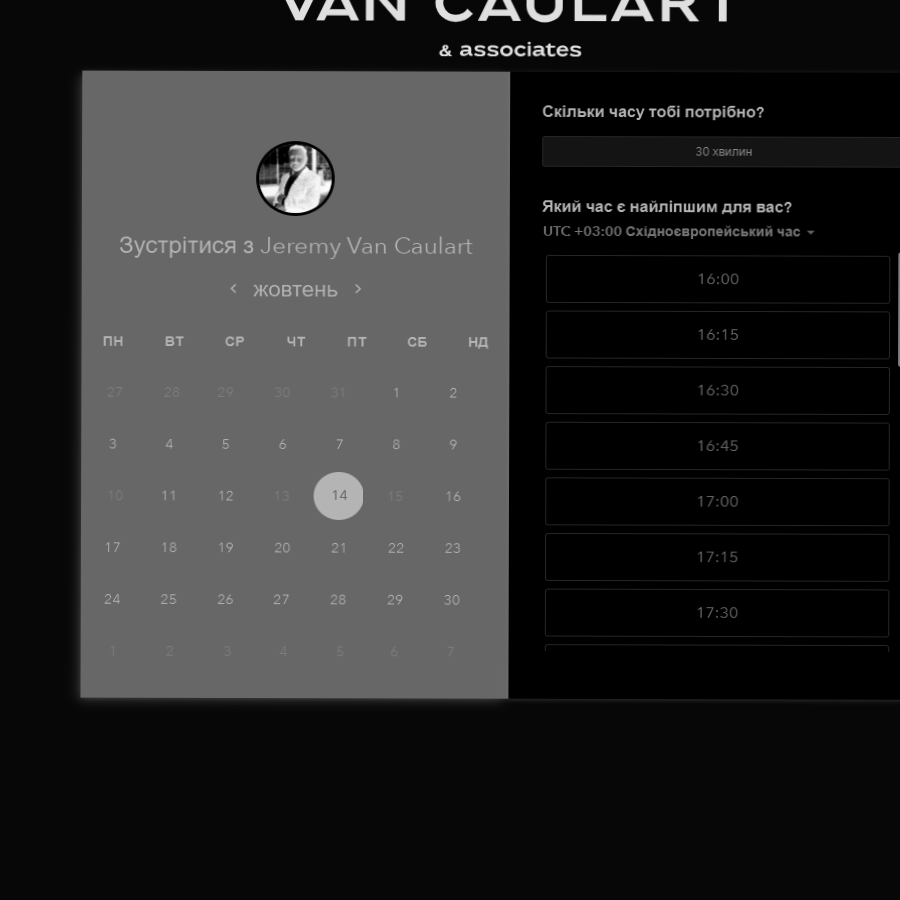 VAN CAULART
& associates
Зустрітися з Jeremy Van Caulart
жовтень
ПН ВТ СР ЧТ ПТ СБ НД
27 28 29 30 31 1 2
3 4 5 6 7 8 9
10 11 12 13 14 15 16
17 18 19 20 21 22 23
24 25 26 27 28 29 30
1 2 3 4 5 6 7
Скільки часу тобі потрібно?
30 хвилин
Який час є найліпшим для вас?
UTC +03:00 Східноєвропейський час
16:00
16:15
16:30
16:45
17:00
17:15
17:30